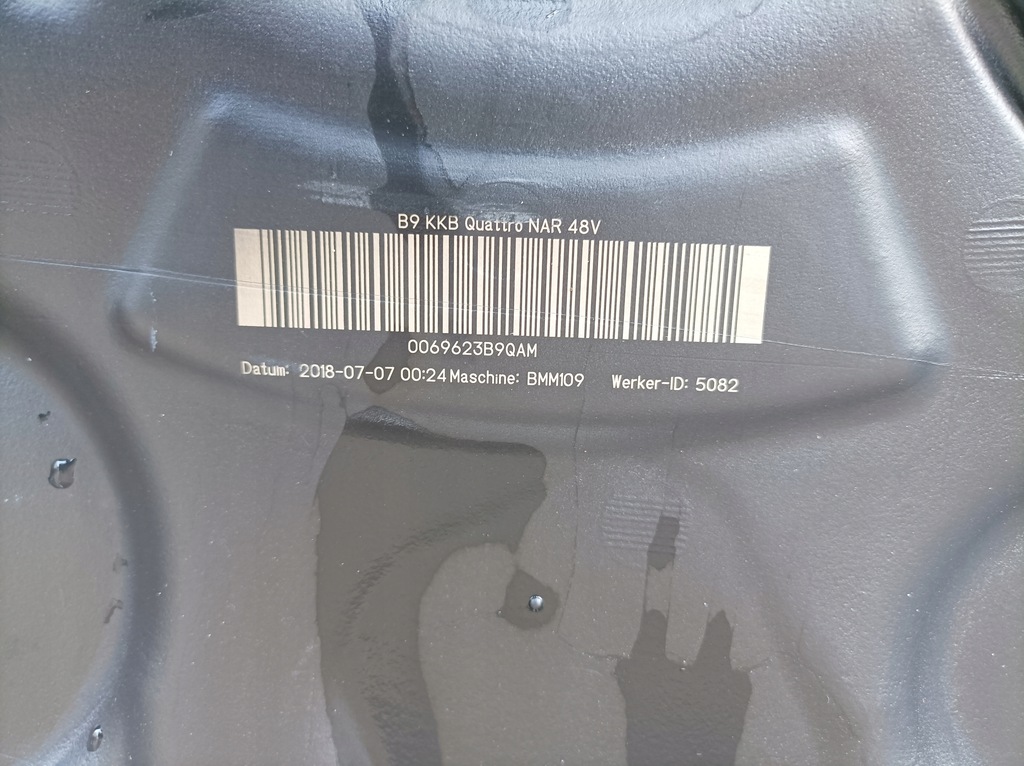 B9 KKB Quattro NAR 48V
0069623B9QAM
Datum: 2018-07-07 00:24 Maschine: BMM109 Werker-ID: 5082